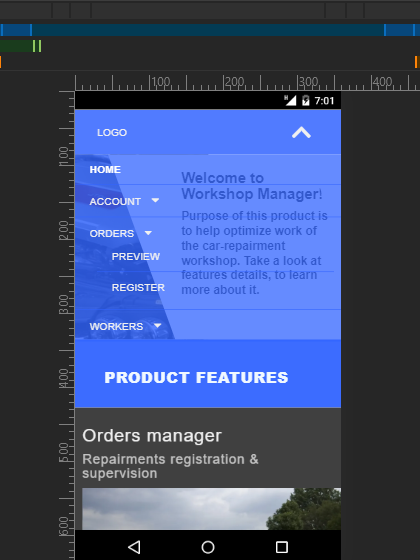 100 200 300 400
7:01
LOGO
HOME
ACCOUNT
ORDERS
PREVIEW
REGISTER
WORKERS
Welcome to
Workshop Manager!
Purpose of this product is
to help optimize work of
the car-repairment
workshop. Take a look at
features details, to learn
more about it.
PRODUCT FEATURES
Orders manager
Repairments registration &
supervision
100
200
300
400
500
600